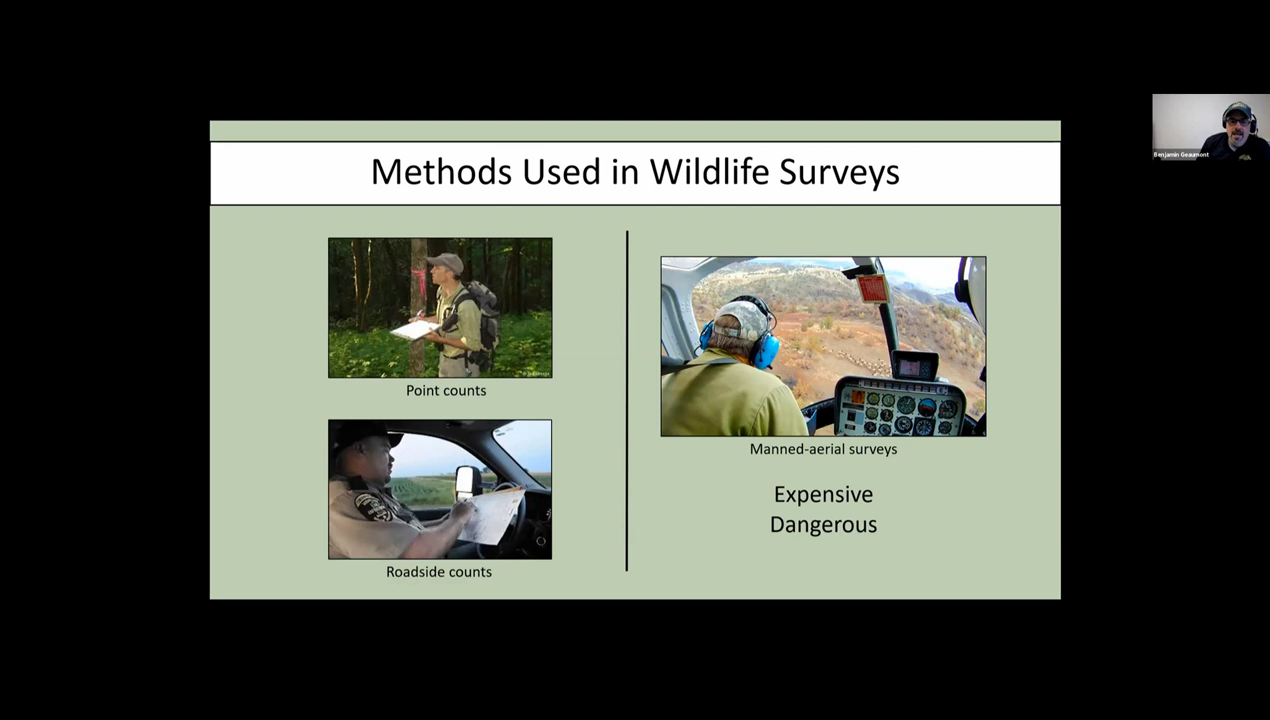 Methods Used in Wildlife Surveys
Point counts
Roadside counts
Manned-aerial surveys
Expensive
Dangerous
Benjamin Geaumont